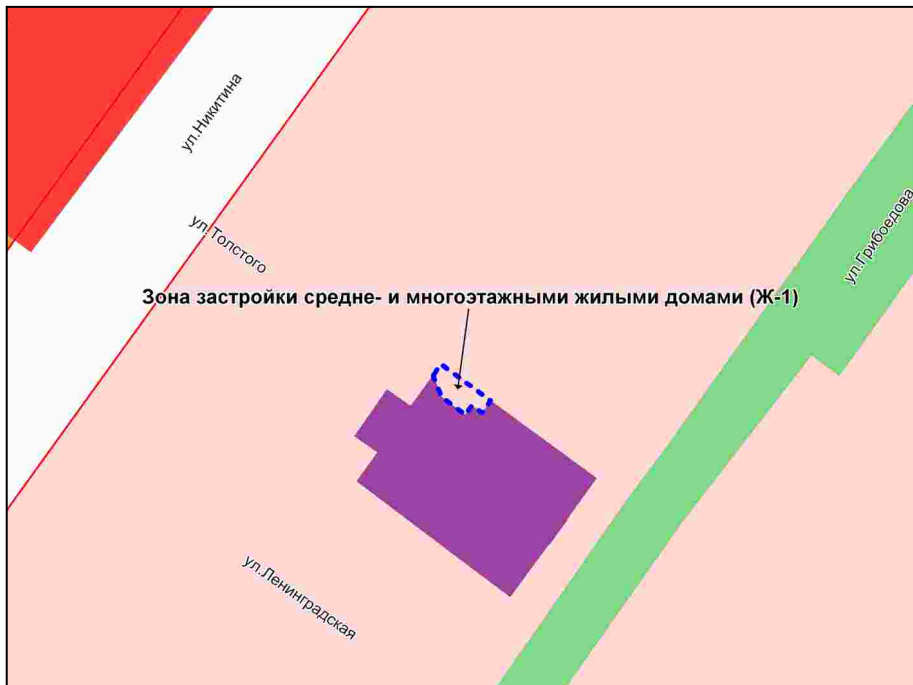 ул.Никитина
ул.Толстого
ул.Грибоедова
Зона застройки средне- и многоэтажными жилыми домами (Ж-1)
ул.Ленинградская